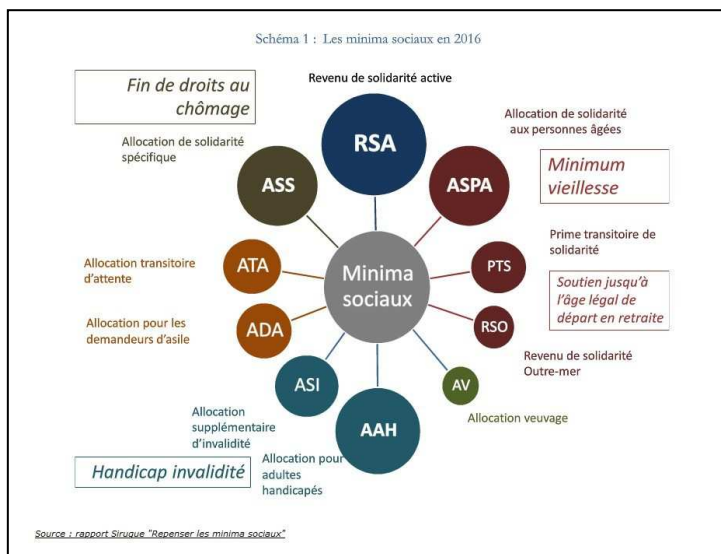 Schéma 1 : Les minima sociaux en 2016
Fin de droits au
chômage
Revenu de solidarité active
Allocation de solidarité
aux personnes âgées
Allocation de solidarité
spécifique
RSA
ASS
ASPA
Minimum
vieillesse
Allocation transitoire
d'attente
ATA
Minima
sociaux
PTS
Prime transitoire de
solidarité
Soutien jusqu'à
l'âge légal de
départ en retraite
Allocation pour les
demandeurs d'asile
ADA
RSO
Revenu de solidarité
Outre-mer
ASI
AV
Allocation veuvage
Allocation
supplémentaire
d'invalidité
AAH
Allocation pour
adultes
handicapés
Handicap invalidité
Source : rapport Sirugue "Repenser les minima sociaux"